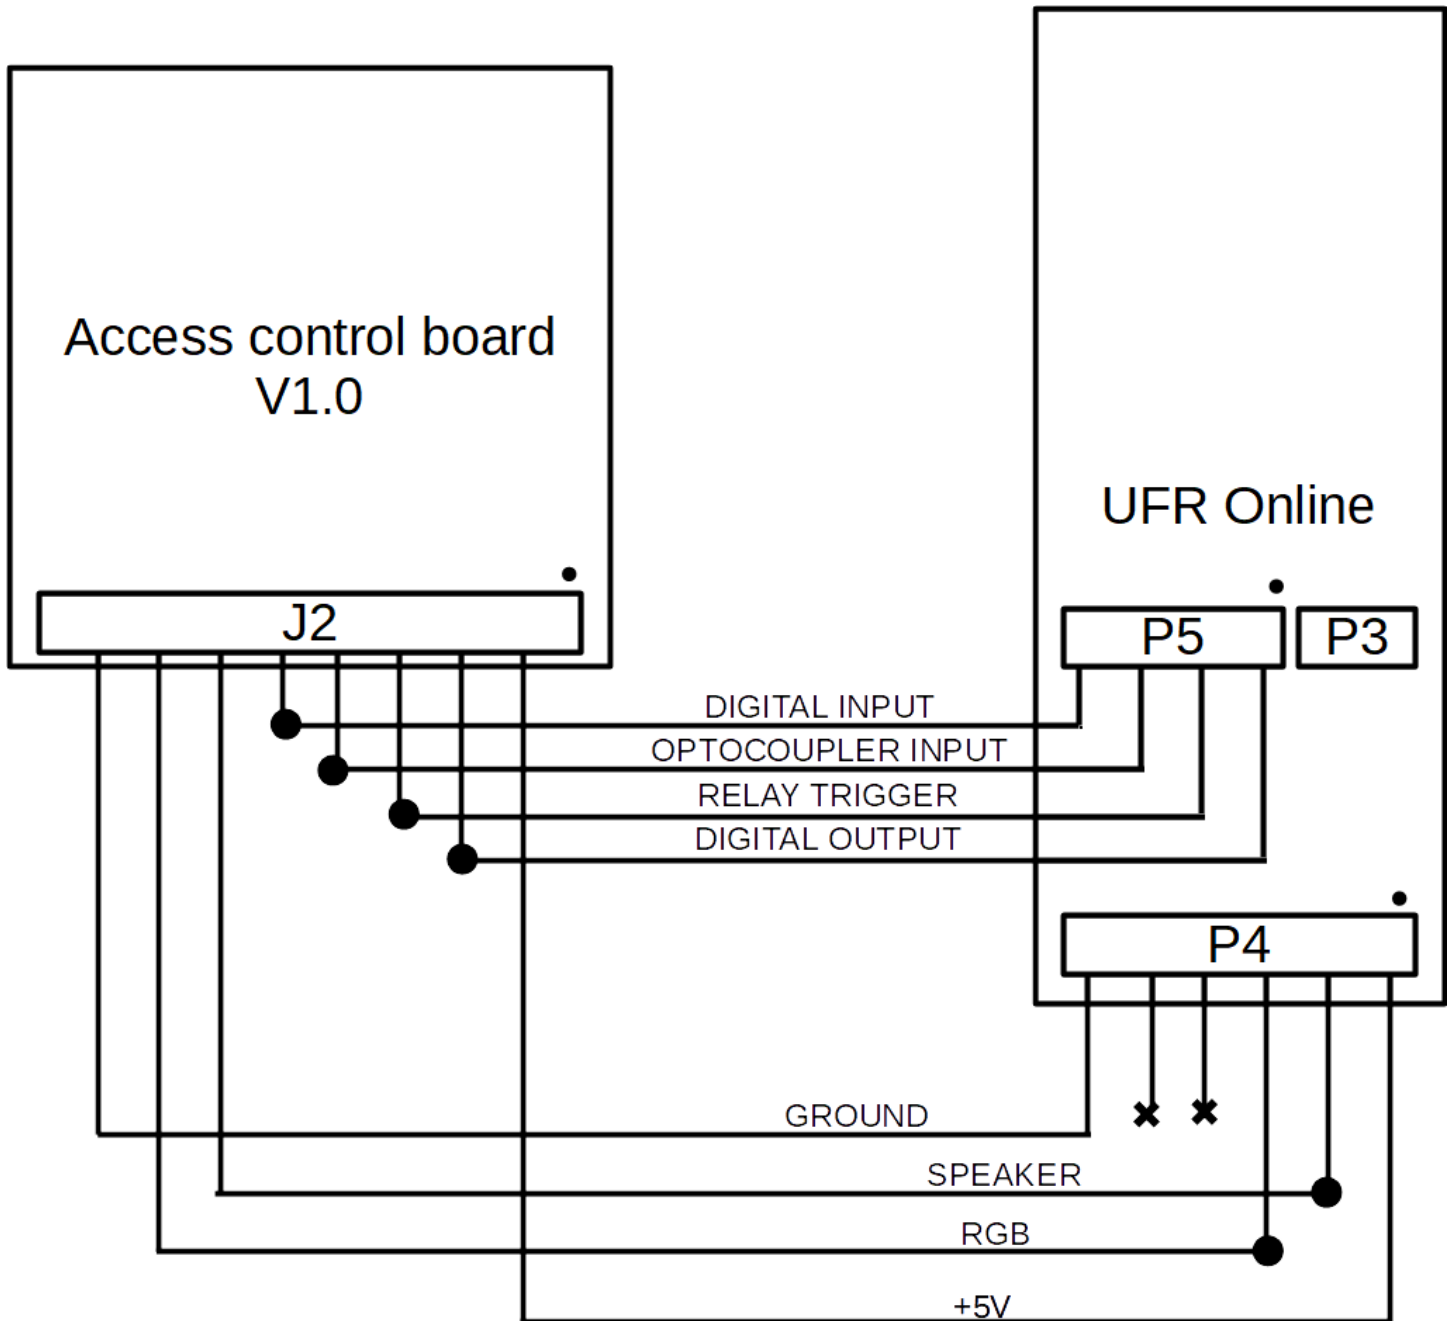 Access control board
V1.0
J2
UFR Online
P5
P3
DIGITAL INPUT
OPTOCOUPLER INPUT
RELAY TRIGGER
DIGITAL OUTPUT
P4
GROUND
SPEAKER
RGB
+5V